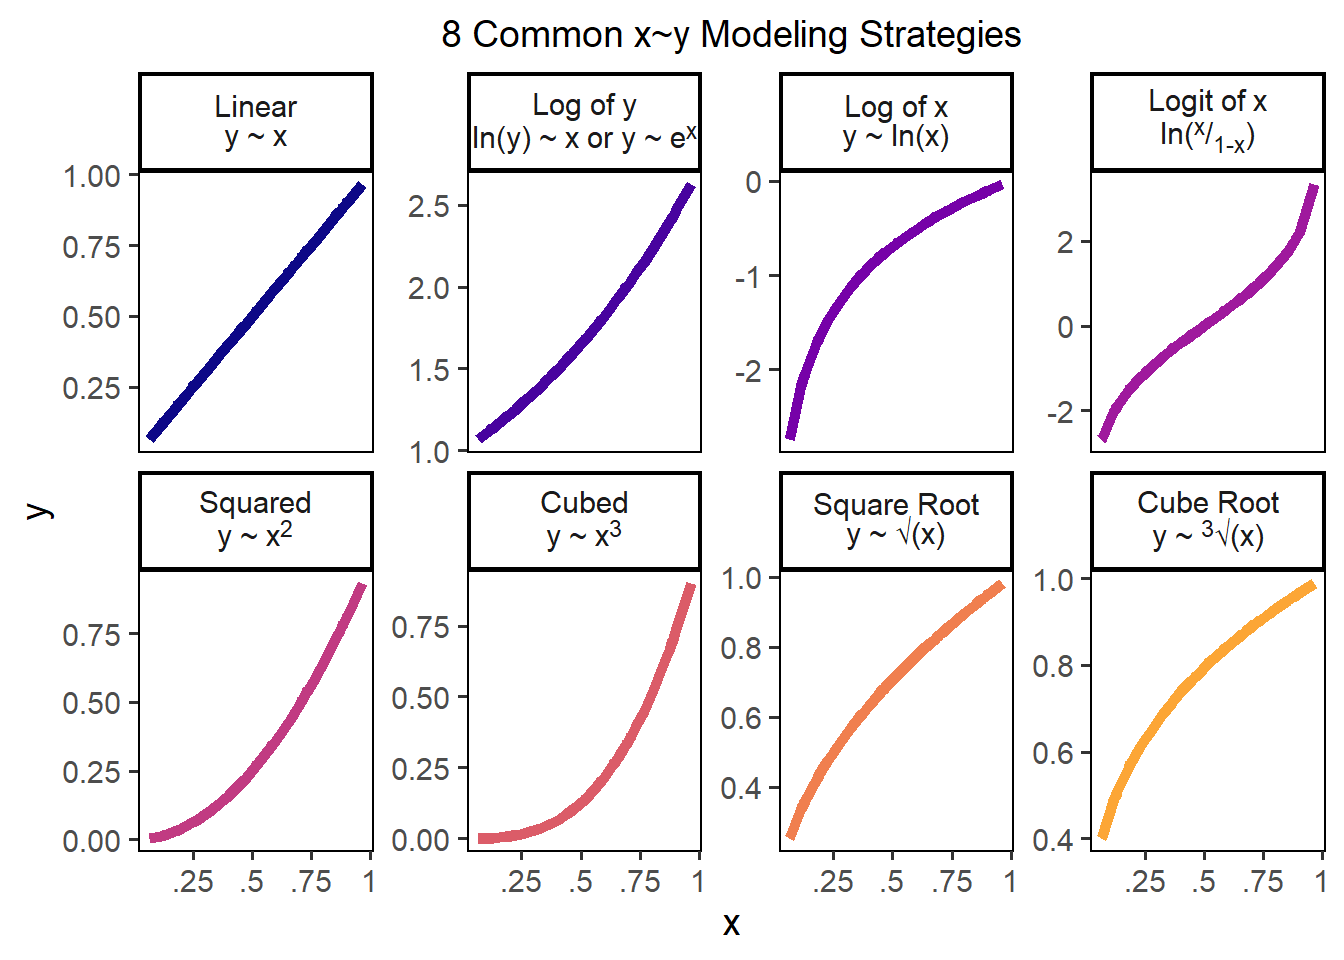 8 Common x~y Modeling Strategies
Linear
y ~ x
Log of y
ln(y) ~ x or y ~ eˣ
Log of x
y ~ ln(x)
Logit of x
ln(ˣ/₁₋ₓ)
1.00
0.75
0.50
0.25
2.5
2.0
1.5
1.0
0
-1
-2
2
0
-2
Squared
y ~ x²
Cubed
y ~ x³
Square Root
y ~ √(x)
Cube Root
y ~ ³√(x)
0.75
0.50
0.25
0.00
0.75
0.50
0.25
0.00
1.0
0.8
0.6
0.4
1.0
0.8
0.6
0.4
.25 .5 .75 1
.25 .5 .75 1
.25 .5 .75 1
.25 .5 .75 1
y
x